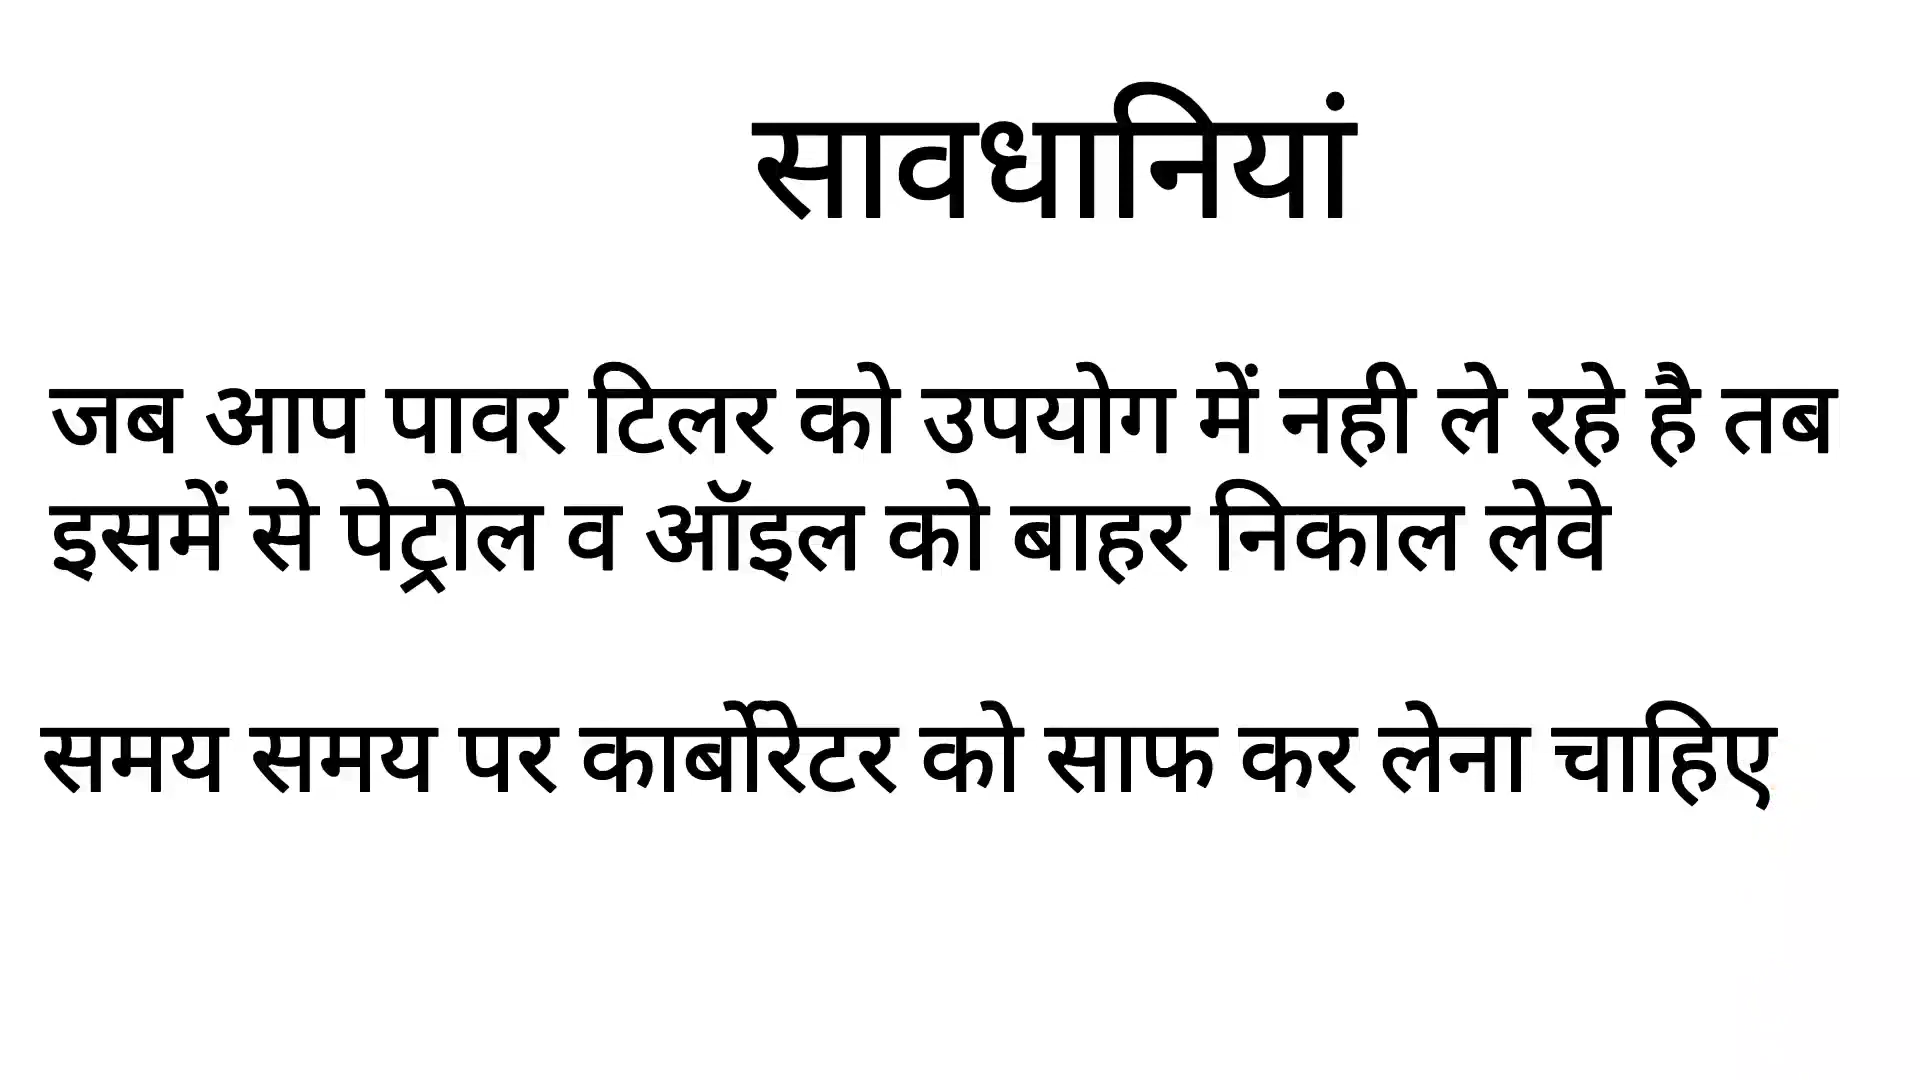 सावधानियां
जब आप पावर टिलर को उपयोग में नही ले रहे है तब
इसमें से पेट्रोल व ऑइल को बाहर निकाल लेवे
समय समय पर कार्बोरेटर को साफ कर लेना चाहिए